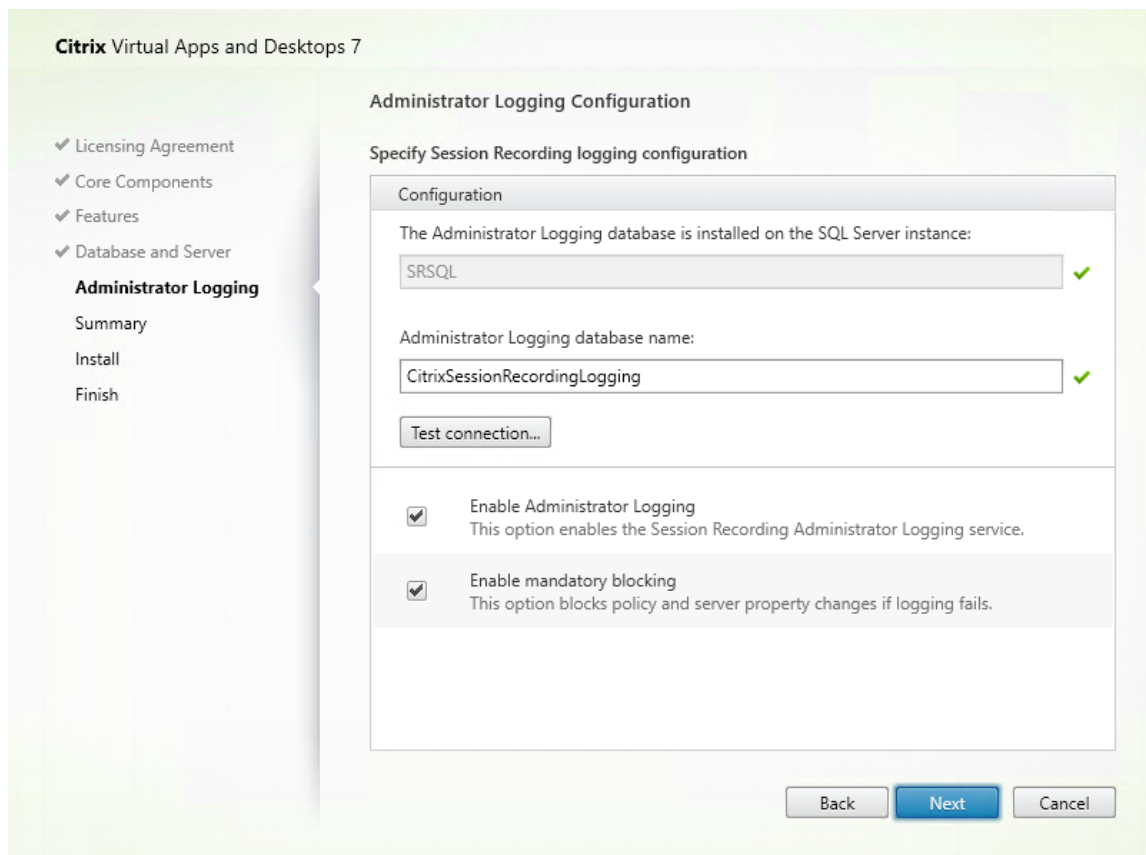 Citrix Virtual Apps and Desktops 7
Administrator Logging Configuration
Licensing Agreement
Core Components
Features
Database and Server
Administrator Logging
Summary
Install
Finish
Specify Session Recording logging configuration
Configuration
The Administrator Logging database is installed on the SQL Server instance:
SRSQL
Administrator Logging database name:
CitrixSessionRecordingLogging
Test connection...
Enable Administrator Logging
This option enables the Session Recording Administrator Logging service.
Enable mandatory blocking
This option blocks policy and server property changes if logging fails.
Back
Next
Cancel